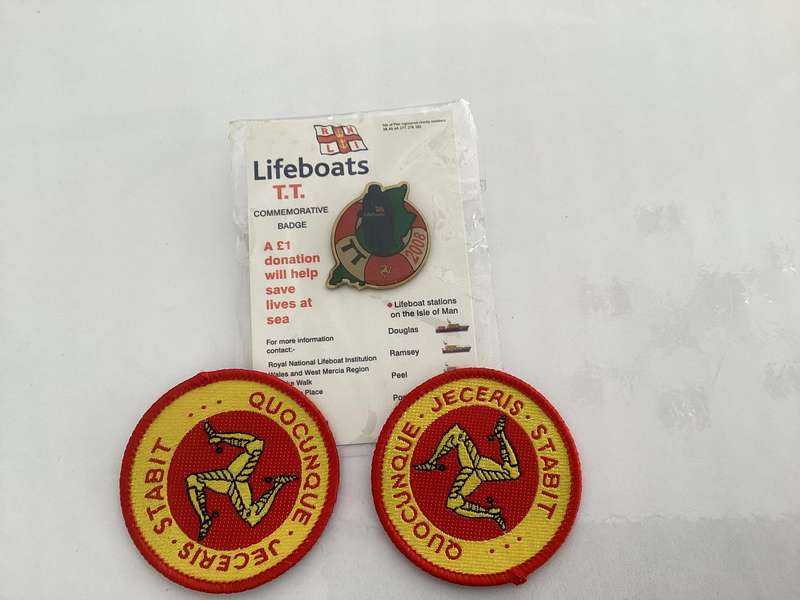 RNLI
Lifeboats
T.T.
COMMEMORATIVE
BADGE
A £1
donation
will help
save
lives at
sea
Lifeboats
TT
2008
• Lifeboat stations
on the Isle of Man
Douglas
Ramsey
Peel
For more information
contact:-
Royal National Lifeboat Institution
Wales and West Mercia Region
Walk
Place
QUOCUNQUE · JECERIS · STABIT ...
QUOCUNQUE · JECERIS · STABIT ...